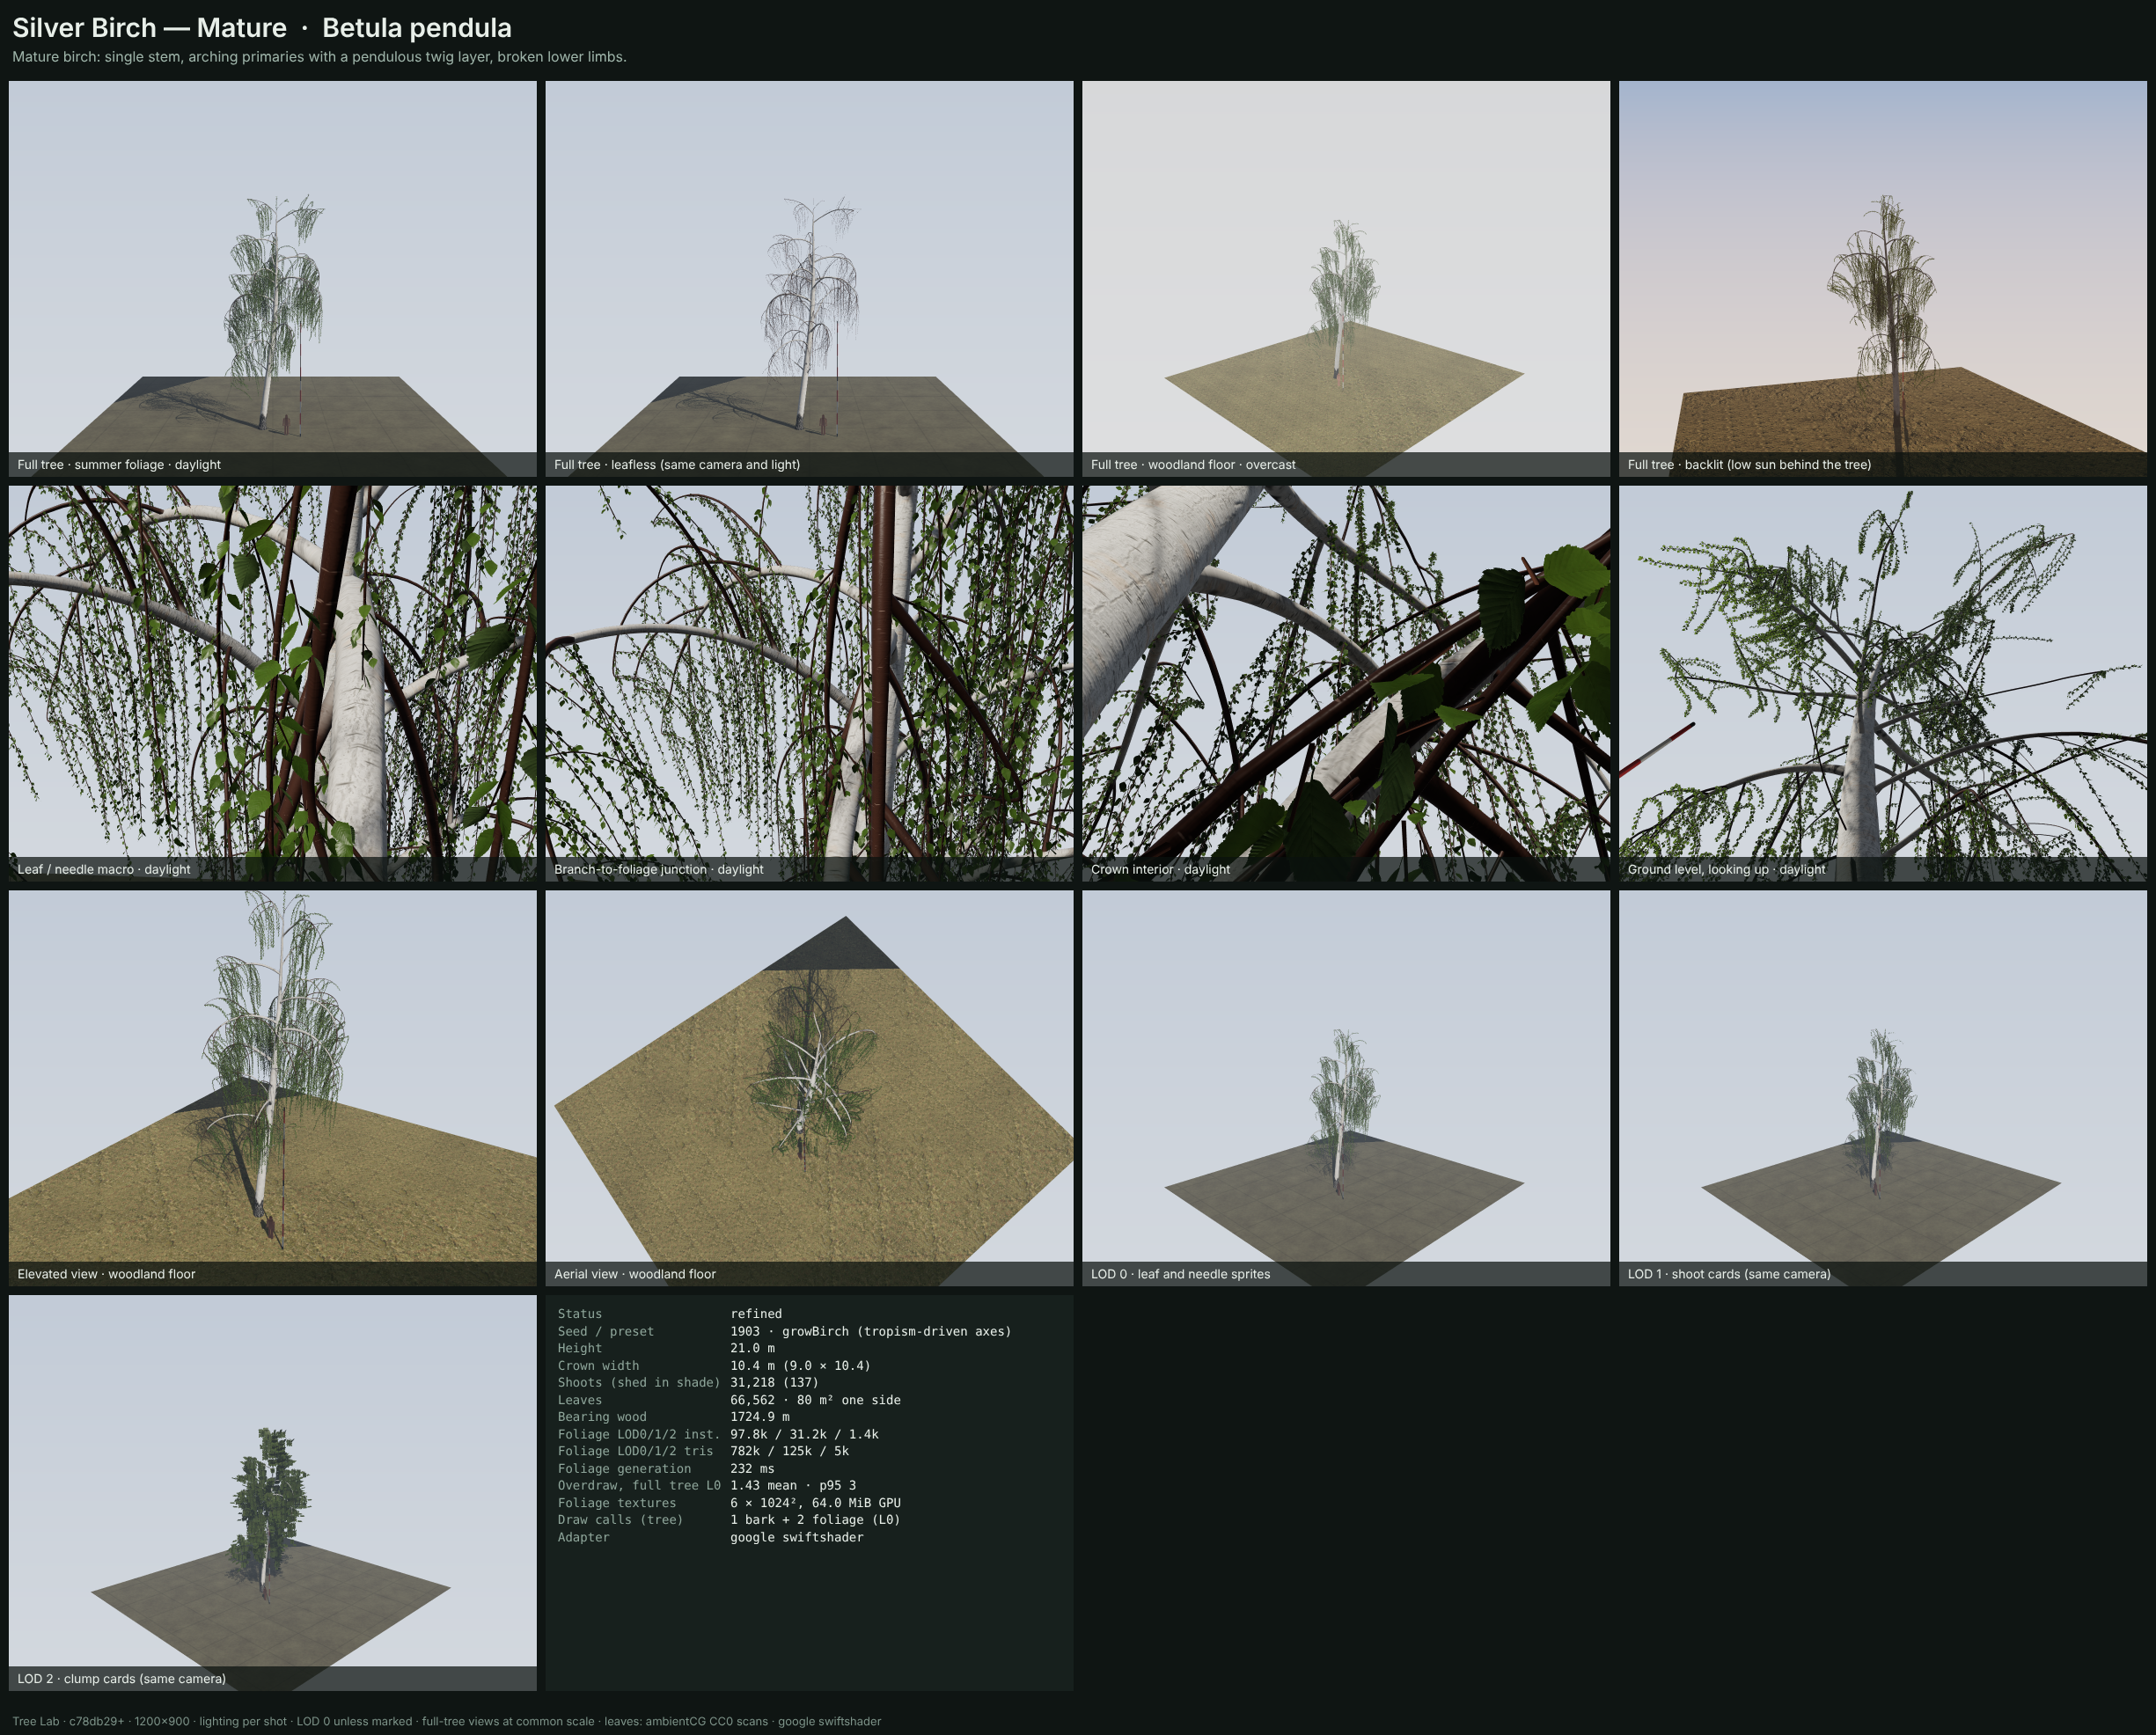 Silver Birch — Mature · Betula pendula
Mature birch: single stem, arching primaries with a pendulous twig layer, broken lower limbs.
Full tree · summer foliage · daylight
Full tree · leafless (same camera and light)
Full tree · woodland floor · overcast
Full tree · backlit (low sun behind the tree)
Leaf / needle macro · daylight
Branch-to-foliage junction · daylight
Crown interior · daylight
Ground level, looking up · daylight
Elevated view · woodland floor
Aerial view · woodland floor
LOD 0 · leaf and needle sprites
LOD 1 · shoot cards (same camera)
LOD 2 · clump cards (same camera)
Status refined
Seed / preset 1903 · growBirch (tropism-driven axes)
Height 21.0 m
Crown width 10.4 m (9.0 × 10.4)
Shoots (shed in shade) 31,218 (137)
Leaves 66,562 · 80 m² one side
Bearing wood 1724.9 m
Foliage LOD0/1/2 inst. 97.8k / 31.2k / 1.4k
Foliage LOD0/1/2 tris 782k / 125k / 5k
Foliage generation 232 ms
Overdraw, full tree L0 1.43 mean · p95 3
Foliage textures 6 × 1024², 64.0 MiB GPU
Draw calls (tree) 1 bark + 2 foliage (L0)
Adapter google swiftshader
Tree Lab · c78db29+ · 1200×900 · lighting per shot · LOD 0 unless marked · full-tree views at common scale · leaves: ambientCG CC0 scans · google swiftshader